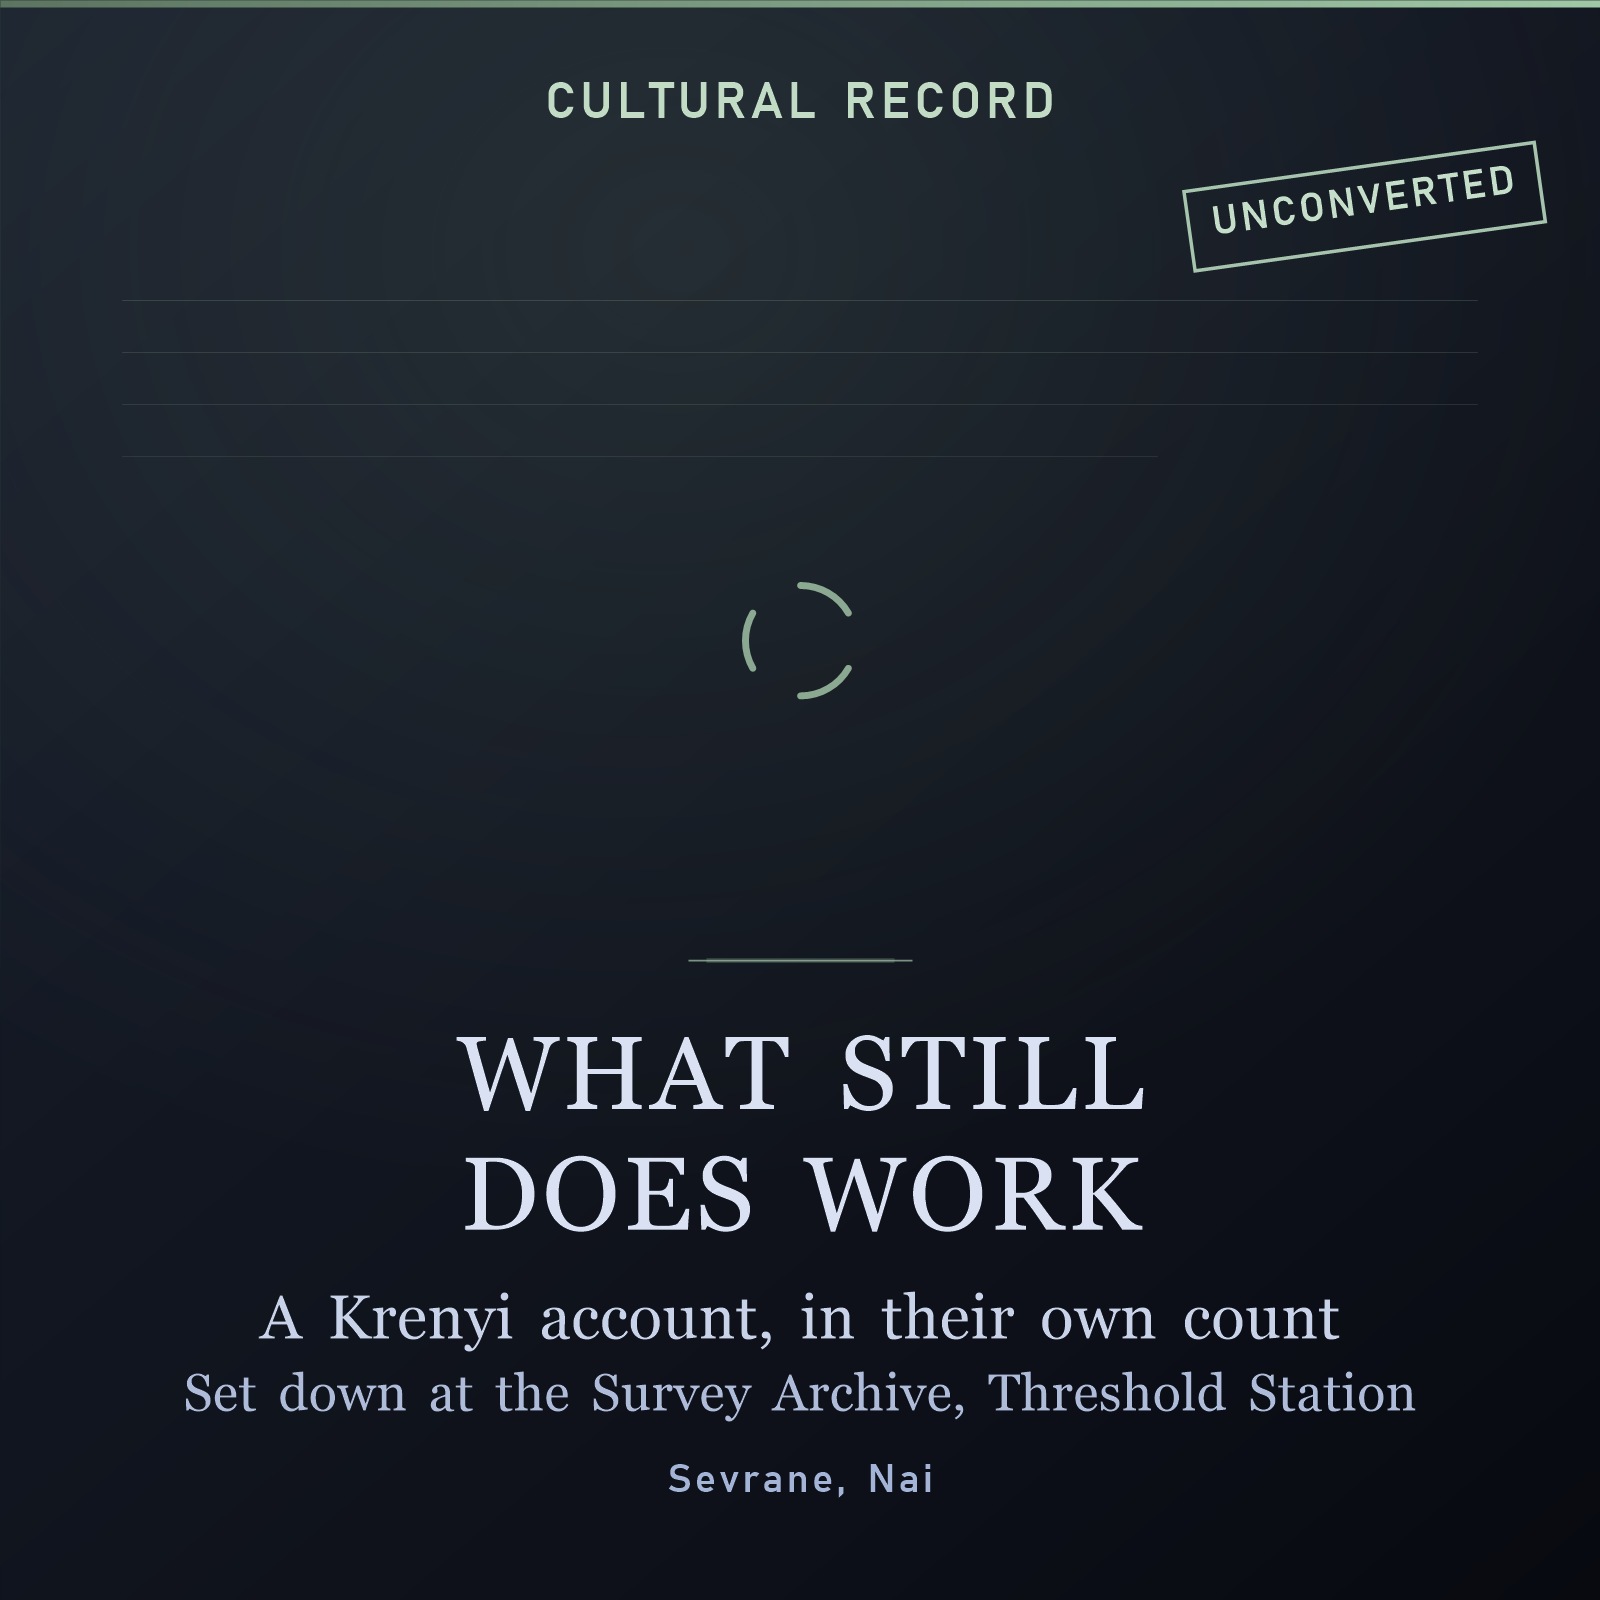 CULTURAL RECORD
UNCONVERTED
WHAT STILL
DOES WORK
A Krenyi account, in their own count
Set down at the Survey Archive, Threshold Station
Sevrane, Nai